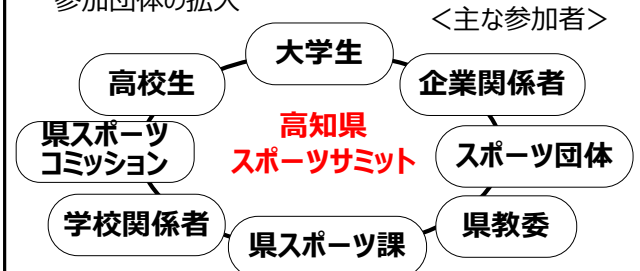 参加団体の拡大
＜主な参加者＞
大学生
高校生
企業関係者
県スポーツ
コミッション
高知県
スポーツサミット
スポーツ団体
学校関係者
県教委
県スポーツ課